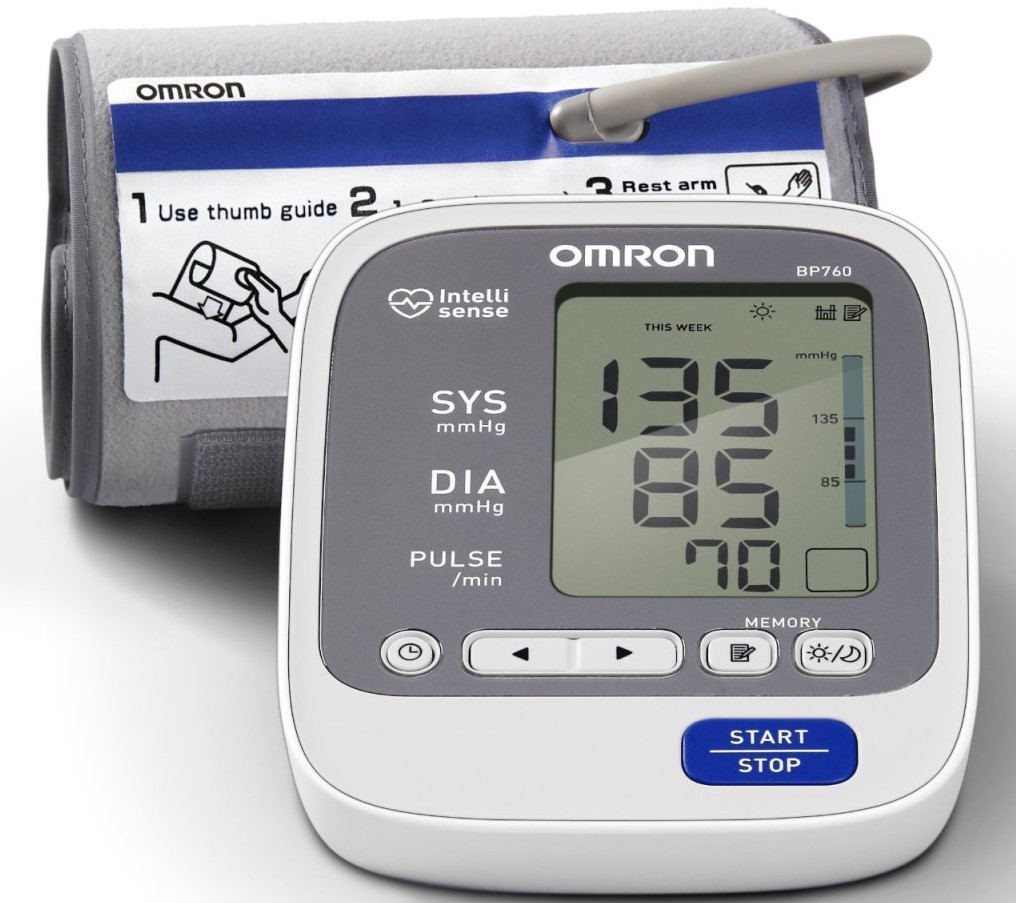 OMRON
1 Use thumb guide 2
3 Rest arm
OMRON
BP760
Intelli
sense
THIS WEEK
mmHg
135
SYS
mmHg
135
85
DIA
mmHg
85
70
PULSE
/min
MEMORY
START
STOP